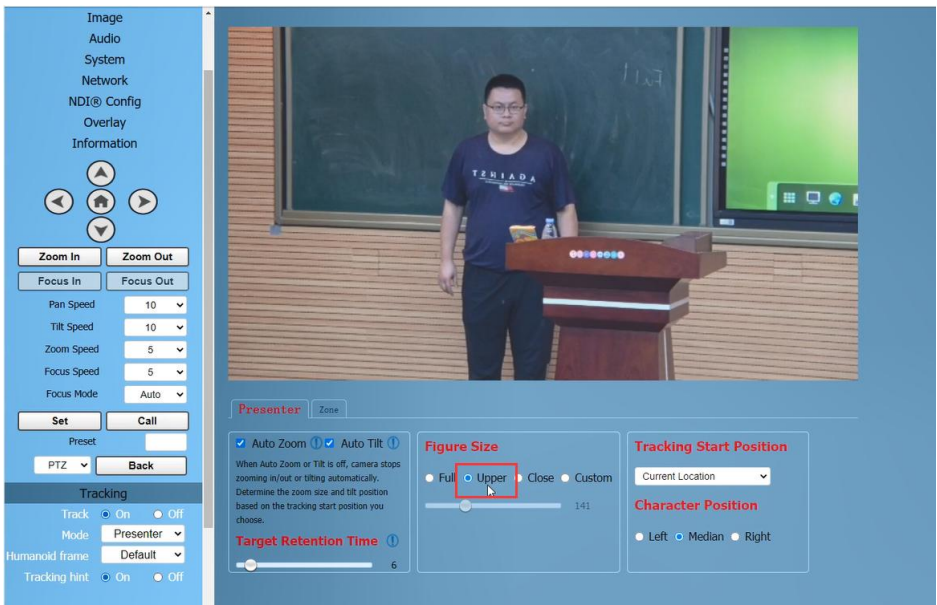 Image
Audio
System
Network
NDI® Config
Overlay
Information
Zoom In Zoom Out
Focus In Focus Out
Pan Speed 10
Tilt Speed 10
Zoom Speed 5
Focus Speed 5
Focus Mode Auto
Set Call
Preset
PTZ Back
Tracking
Track On Off
Mode Presenter
Humanoid frame Default
Tracking hint On Off
AGAINST
Presenter Zone
Auto Zoom Auto Tilt
When Auto Zoom or Tilt is off, camera stops
zooming in/out or tilting automatically.
Determine the zoom size and tilt position
based on the tracking start position you
choose.
Target Retention Time
6
Figure Size
Full Upper Close Custom
141
Tracking Start Position
Current Location
Character Position
Left Median Right